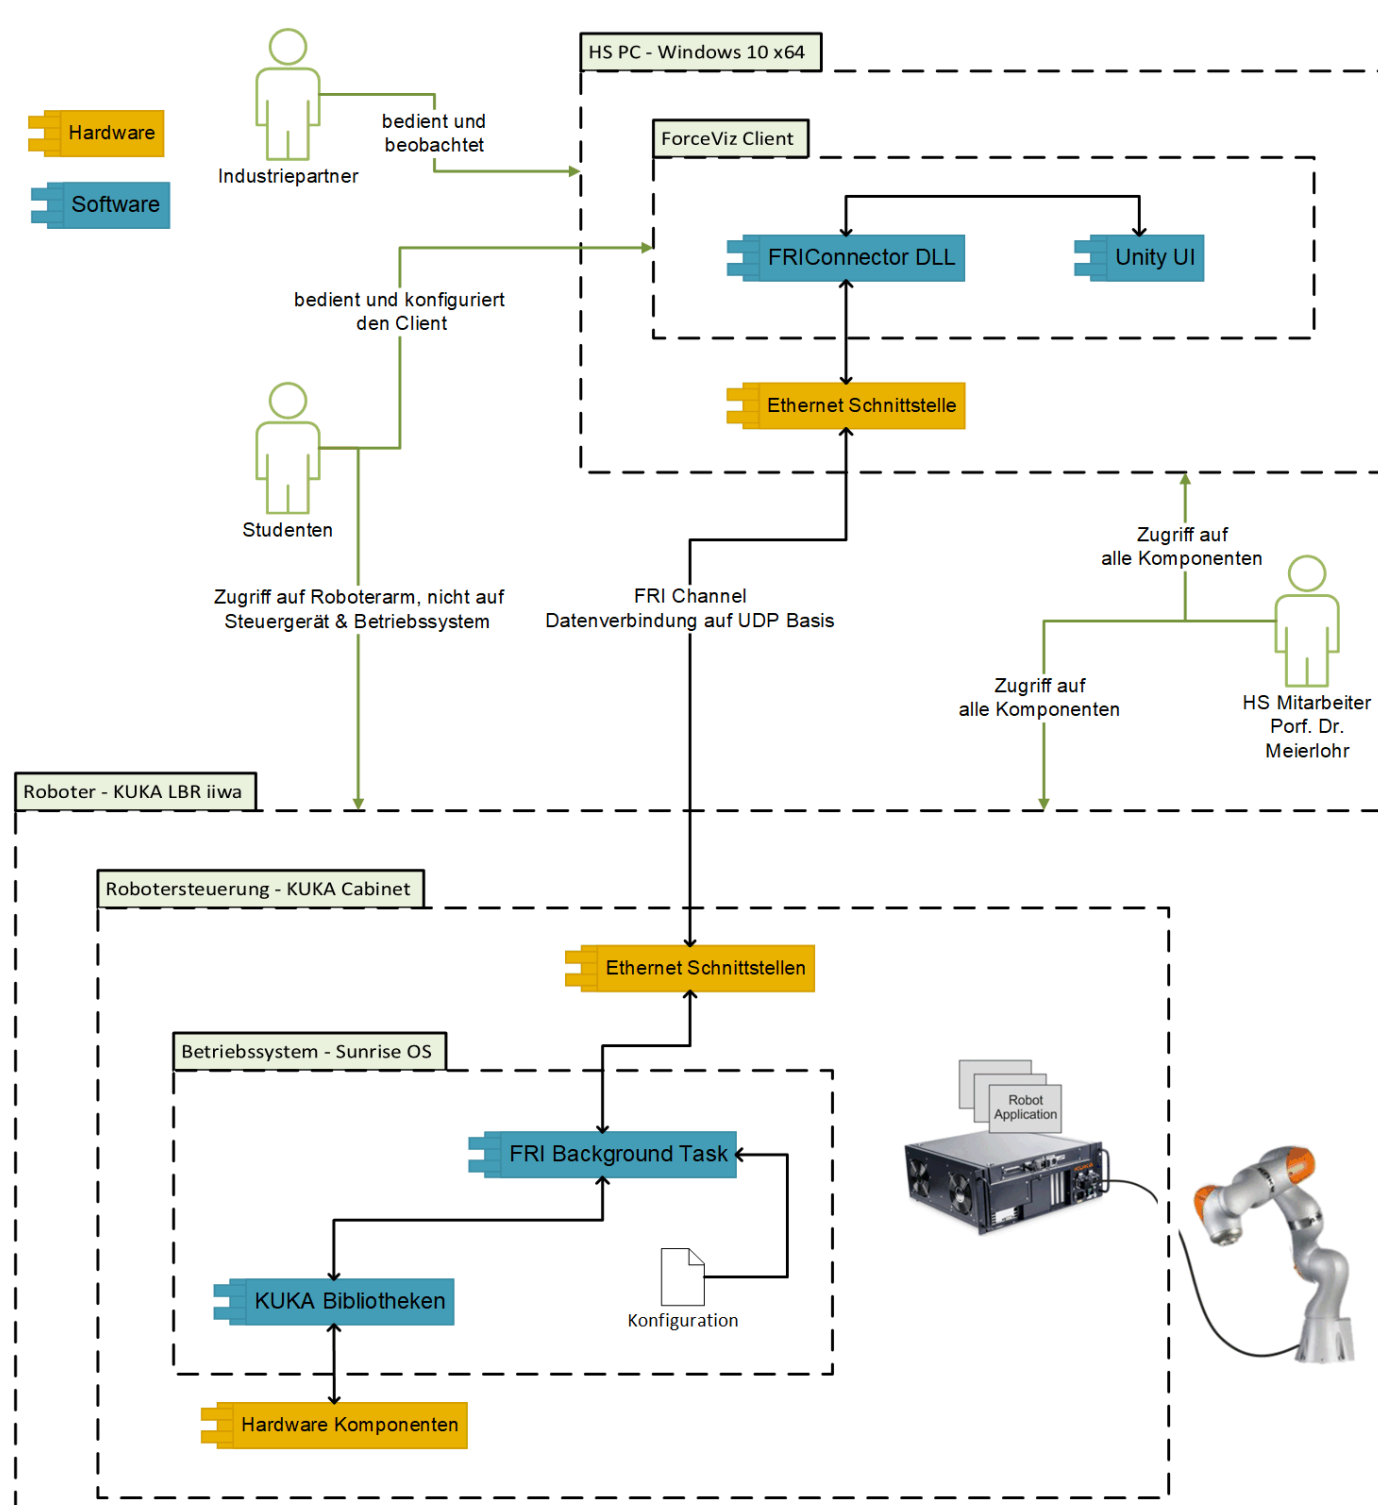 HS PC - Windows 10 x64
Hardware
bedient und
beobachtet
ForceViz Client
Industriepartner
Software
FRIConnector DLL
Unity UI
bedient und konfiguriert
den Client
Ethernet Schnittstelle
Studenten
Zugriff auf
alle Komponenten
Zugriff auf Roboterarm, nicht auf
Steuergerät & Betriebssystem
FRI Channel
Datenverbindung auf UDP Basis
Zugriff auf
alle Komponenten
HS Mitarbeiter
Porf. Dr.
Meierlohr
Roboter - KUKA LBR iiwa
Robotersteuerung - KUKA Cabinet
Ethernet Schnittstellen
Betriebssystem - Sunrise OS
Robot
Application
FRI Background Task
KUKA
KUKA Bibliotheken
Konfiguration
Hardware Komponenten